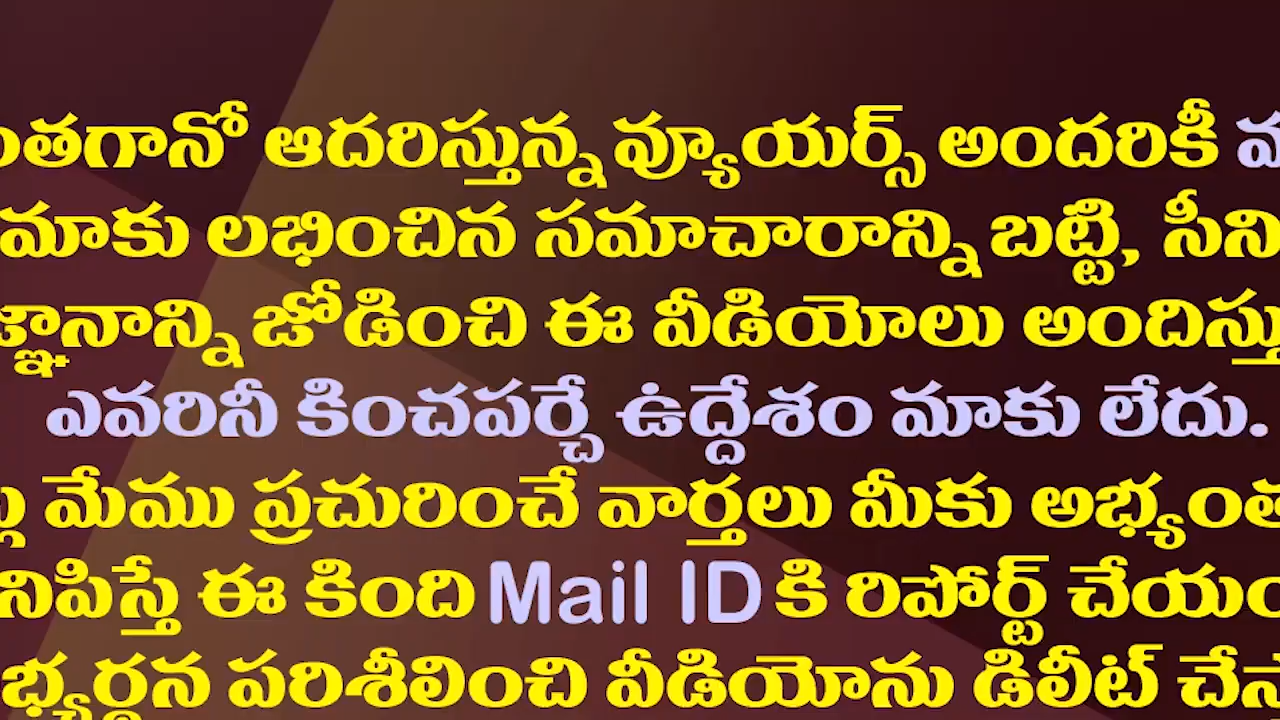 ఆదరిస్తున్న వ్యూయర్స్ అందరికీ
మాకు లభించిన సమాచారాన్ని బట్టి,
జోడించి ఈ వీడియోలు
ఎవరినీ కించపర్చే ఉద్దేశం మాకు లేదు.
మేము ప్రచురించే వార్తలు మీకు
ఈ కింది Mail ID కి రిపోర్ట్
పరిశీలించి వీడియోను డిలీట్